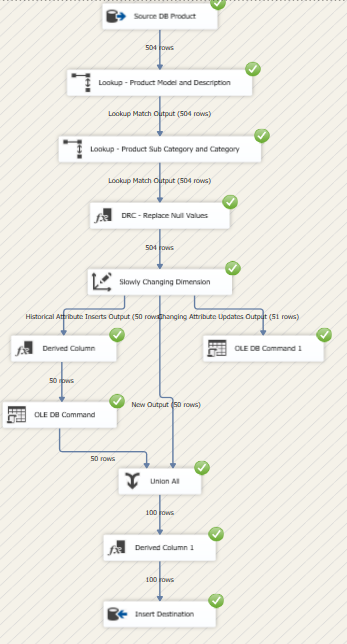 Source DB Product
504 rows
Lookup - Product Model and Description
Lookup Match Output (504 rows)
Lookup - Product Sub Category and Category
Lookup Match Output (504 rows)
DRC - Replace Null Values
504 rows
Slowly Changing Dimension
Historical Attribute Inserts Output (50 rows)
Changing Attribute Updates Output (51 rows)
Derived Column
OLE DB Command 1
50 rows
OLE DB Command
New Output (50 rows)
50 rows
Union All
100 rows
Derived Column 1
100 rows
Insert Destination